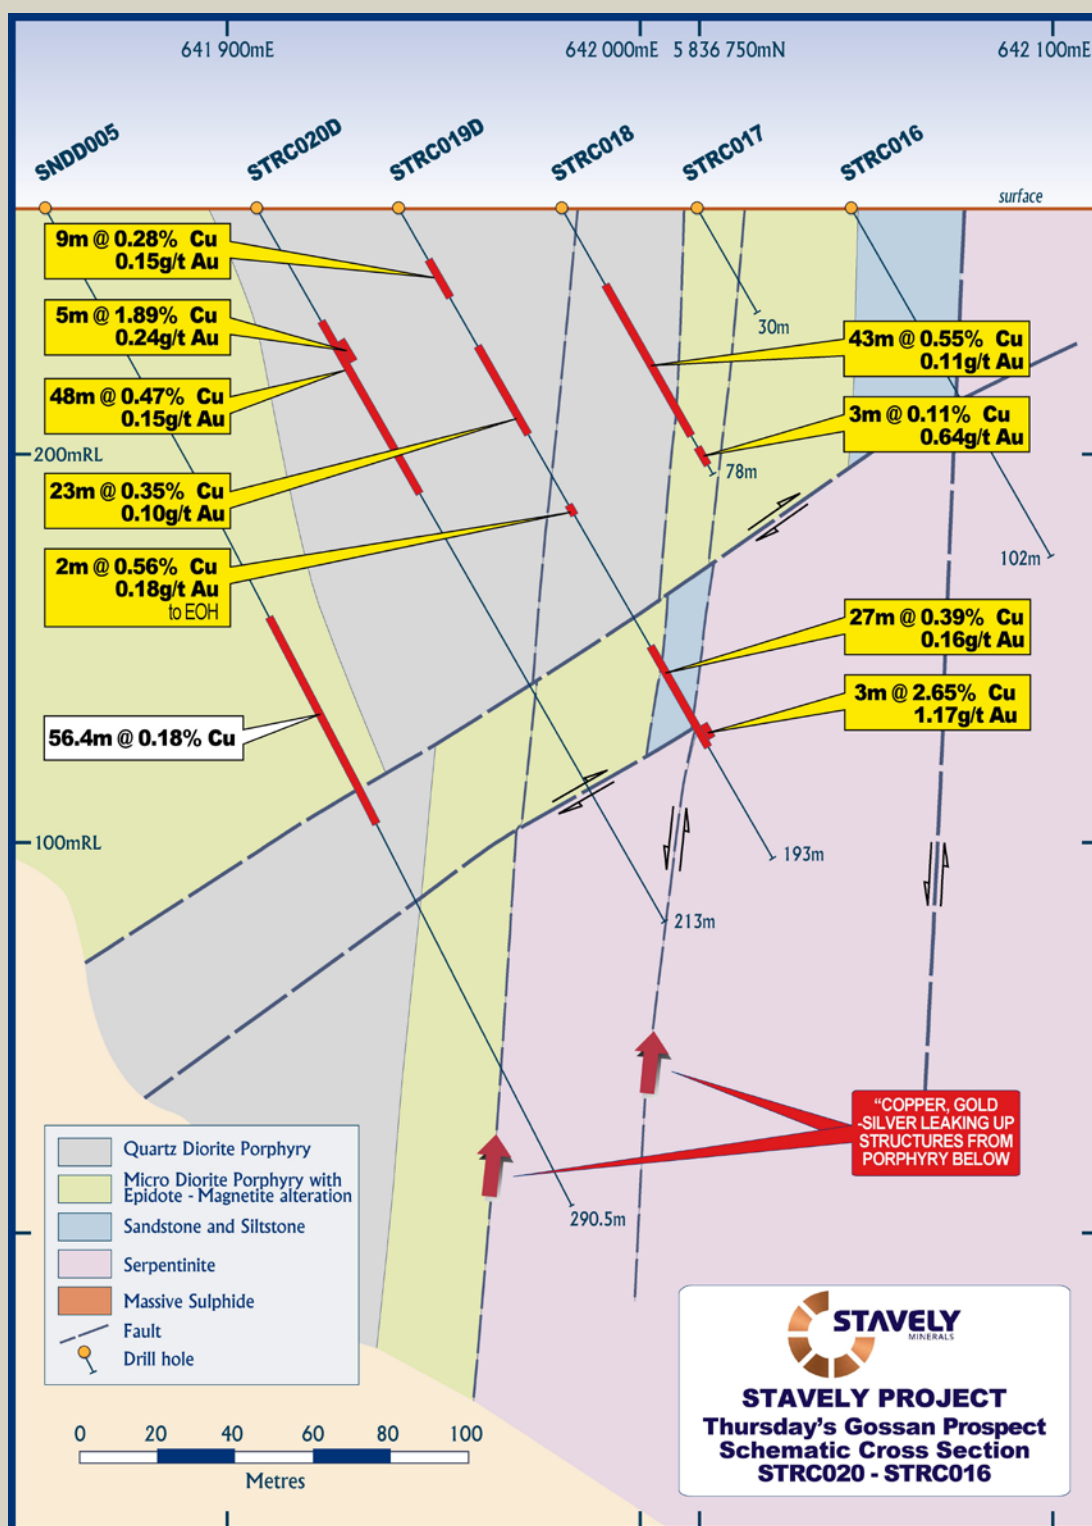 641 900mE
642 000mE
5 836 750mN
642 100mE
SNDD005
STRC020D
STRC019D
STRC018
STRC017
STRC016
surface
9m @ 0.28% Cu
0.15g/t Au
5m @ 1.89% Cu
0.24g/t Au
48m @ 0.47% Cu
0.15g/t Au
200mRL
23m @ 0.35% Cu
0.10g/t Au
2m @ 0.56% Cu
0.18g/t Au
to EOH
56.4m @ 0.18% Cu
100mRL
30m
43m @ 0.55% Cu
0.11g/t Au
3m @ 0.11% Cu
0.64g/t Au
78m
102m
27m @ 0.39% Cu
0.16g/t Au
3m @ 2.65% Cu
1.17g/t Au
193m
213m
290.5m
“COPPER, GOLD
-SILVER LEAKING UP
STRUCTURES FROM
PORPHYRY BELOW
Quartz Diorite Porphyry
Micro Diorite Porphyry with
Epidote - Magnetite alteration
Sandstone and Siltstone
Serpentinite
Massive Sulphide
Fault
Drill hole
0 20 40 60 80 100
Metres
STAVELY
MINERALS
STAVELY PROJECT
Thursday's Gossan Prospect
Schematic Cross Section
STRC020 - STRC016